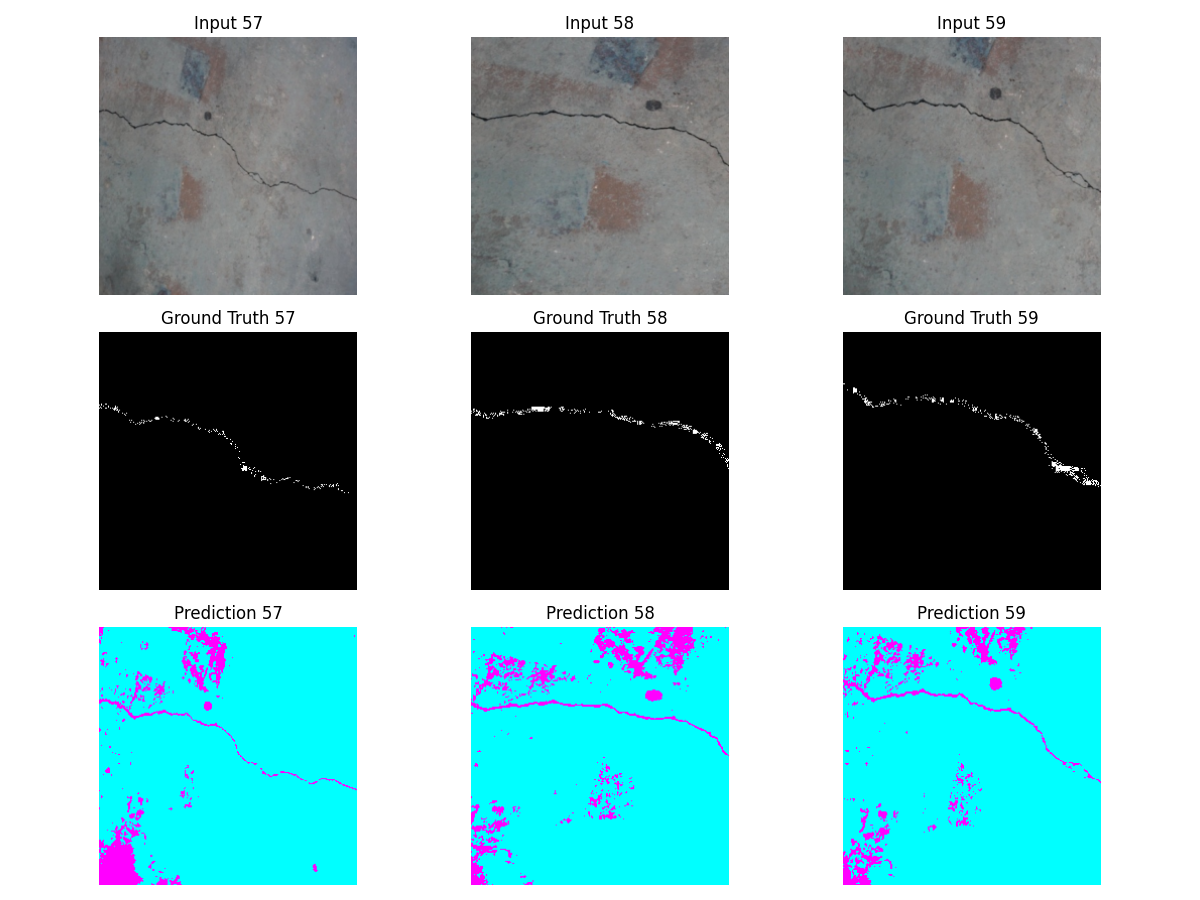 Input 57
Input 58
Input 59
Ground Truth 57
Ground Truth 58
Ground Truth 59
Prediction 57
Prediction 58
Prediction 59